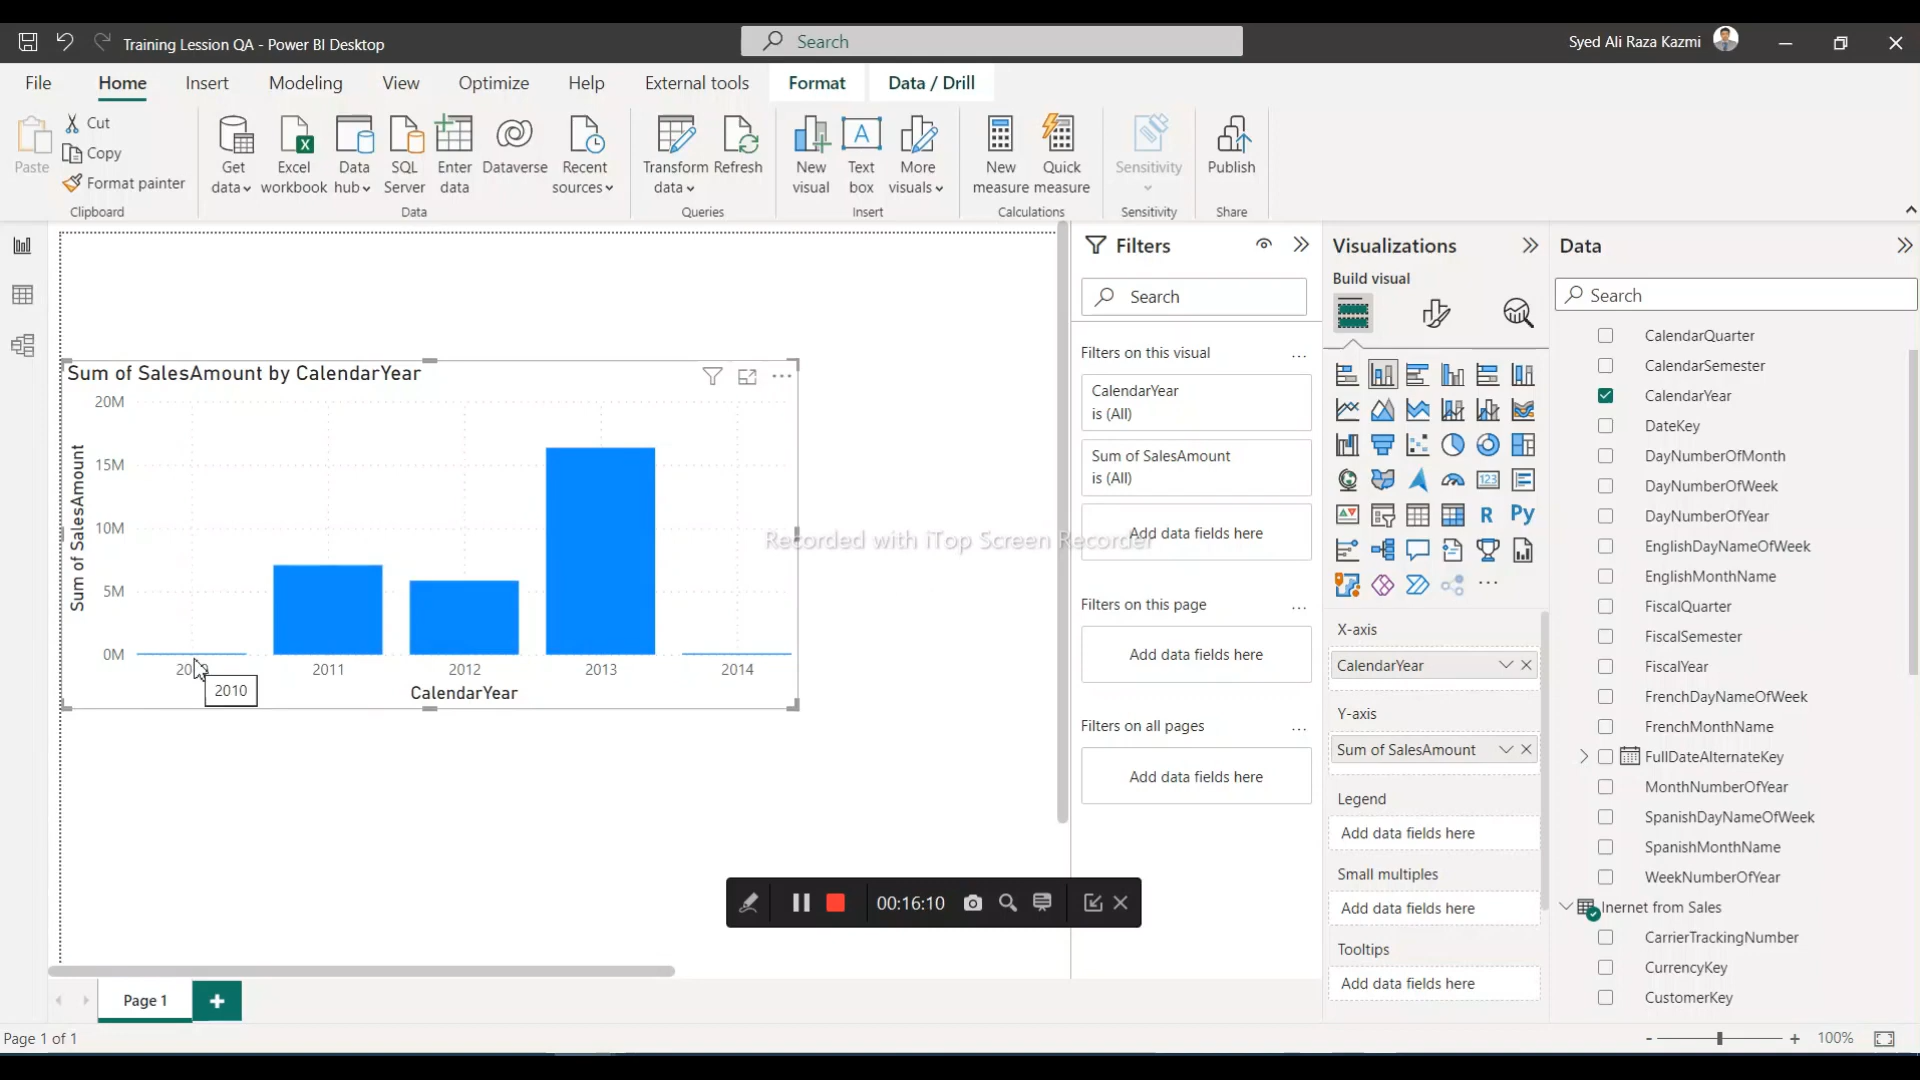 Training Lession QA - Power BI Desktop
Search
Syed Ali Raza Kazmi
File
Home
Insert
Modeling
View
Optimize
Help
External tools
Format
Data / Drill
Paste
Cut
Copy
Format painter
Clipboard
Get data
Excel workbook
Data hub
SQL Server
Enter data
Dataverse
Recent sources
Data
Transform data
Refresh
Queries
New visual
Text box
More visuals
Insert
New measure
Quick measure
Calculations
Sensitivity
Sensitivity
Publish
Share
Sum of SalesAmount by CalendarYear
Sum of SalesAmount
20M
15M
10M
5M
0M
2011
2012
2013
2014
2010
CalendarYear
Recorded with iTop Screen Recorder
Filters
Search
Filters on this visual
CalendarYear
is (All)
Sum of SalesAmount
is (All)
Add data fields here
Filters on this page
Add data fields here
Filters on all pages
Add data fields here
Visualizations
Build visual
123
R
Py
X-axis
CalendarYear
Y-axis
Sum of SalesAmount
Legend
Add data fields here
Small multiples
Add data fields here
Tooltips
Add data fields here
Data
Search
CalendarQuarter
CalendarSemester
CalendarYear
DateKey
DayNumberOfMonth
DayNumberOfWeek
DayNumberOfYear
EnglishDayNameOfWeek
EnglishMonthName
FiscalQuarter
FiscalSemester
FiscalYear
FrenchDayNameOfWeek
FrenchMonthName
FullDateAlternateKey
MonthNumberOfYear
SpanishDayNameOfWeek
SpanishMonthName
WeekNumberOfYear
Inernet from Sales
CarrierTrackingNumber
CurrencyKey
CustomerKey
00:16:10
Page 1
Page 1 of 1
100%